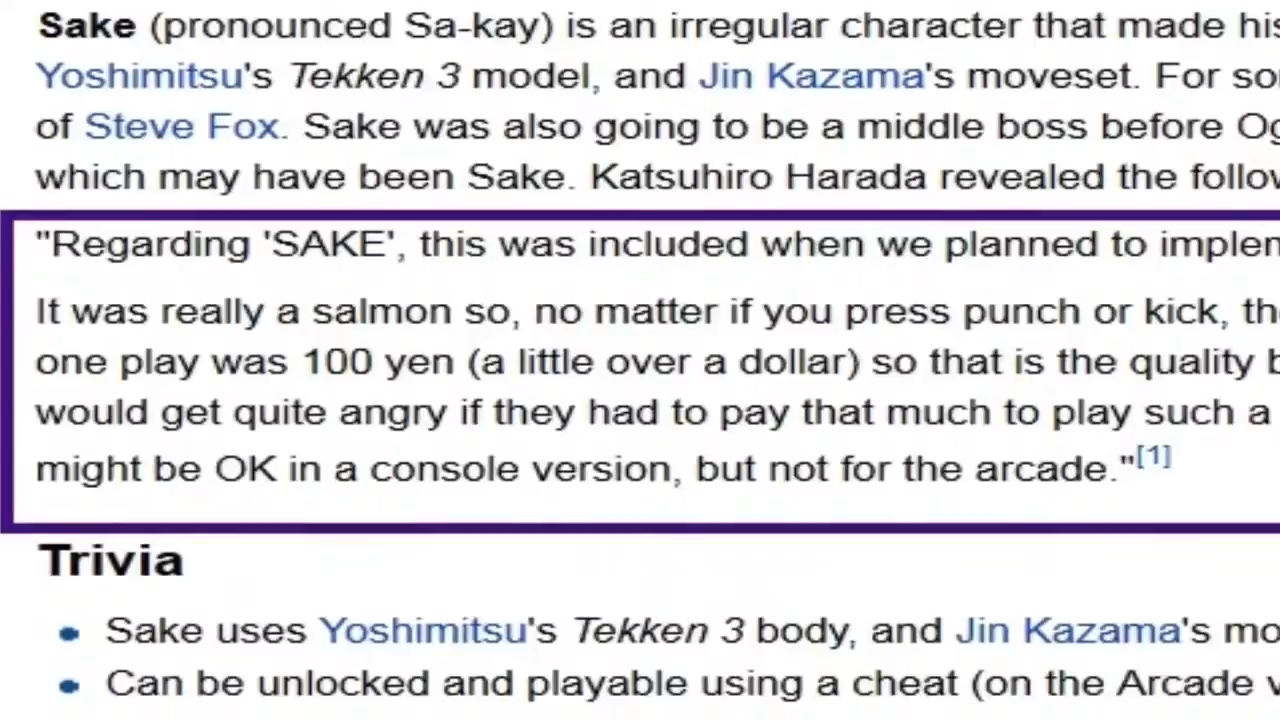 Sake (pronounced Sa-kay) is an irregular character that made his
Yoshimitsu's Tekken 3 model, and Jin Kazama's moveset. For
of Steve Fox. Sake was also going to be a middle boss before
which may have been Sake. Katsuhiro Harada revealed the
"Regarding 'SAKE', this was included when we planned to
It was really a salmon so, no matter if you press punch or kick,
one play was 100 yen (a little over a dollar) so that is the quality
would get quite angry if they had to pay that much to play such a
might be OK in a console version, but not for the arcade."[1]
Trivia
• Sake uses Yoshimitsu's Tekken 3 body, and Jin Kazama's
• Can be unlocked and playable using a cheat (on the Arcade